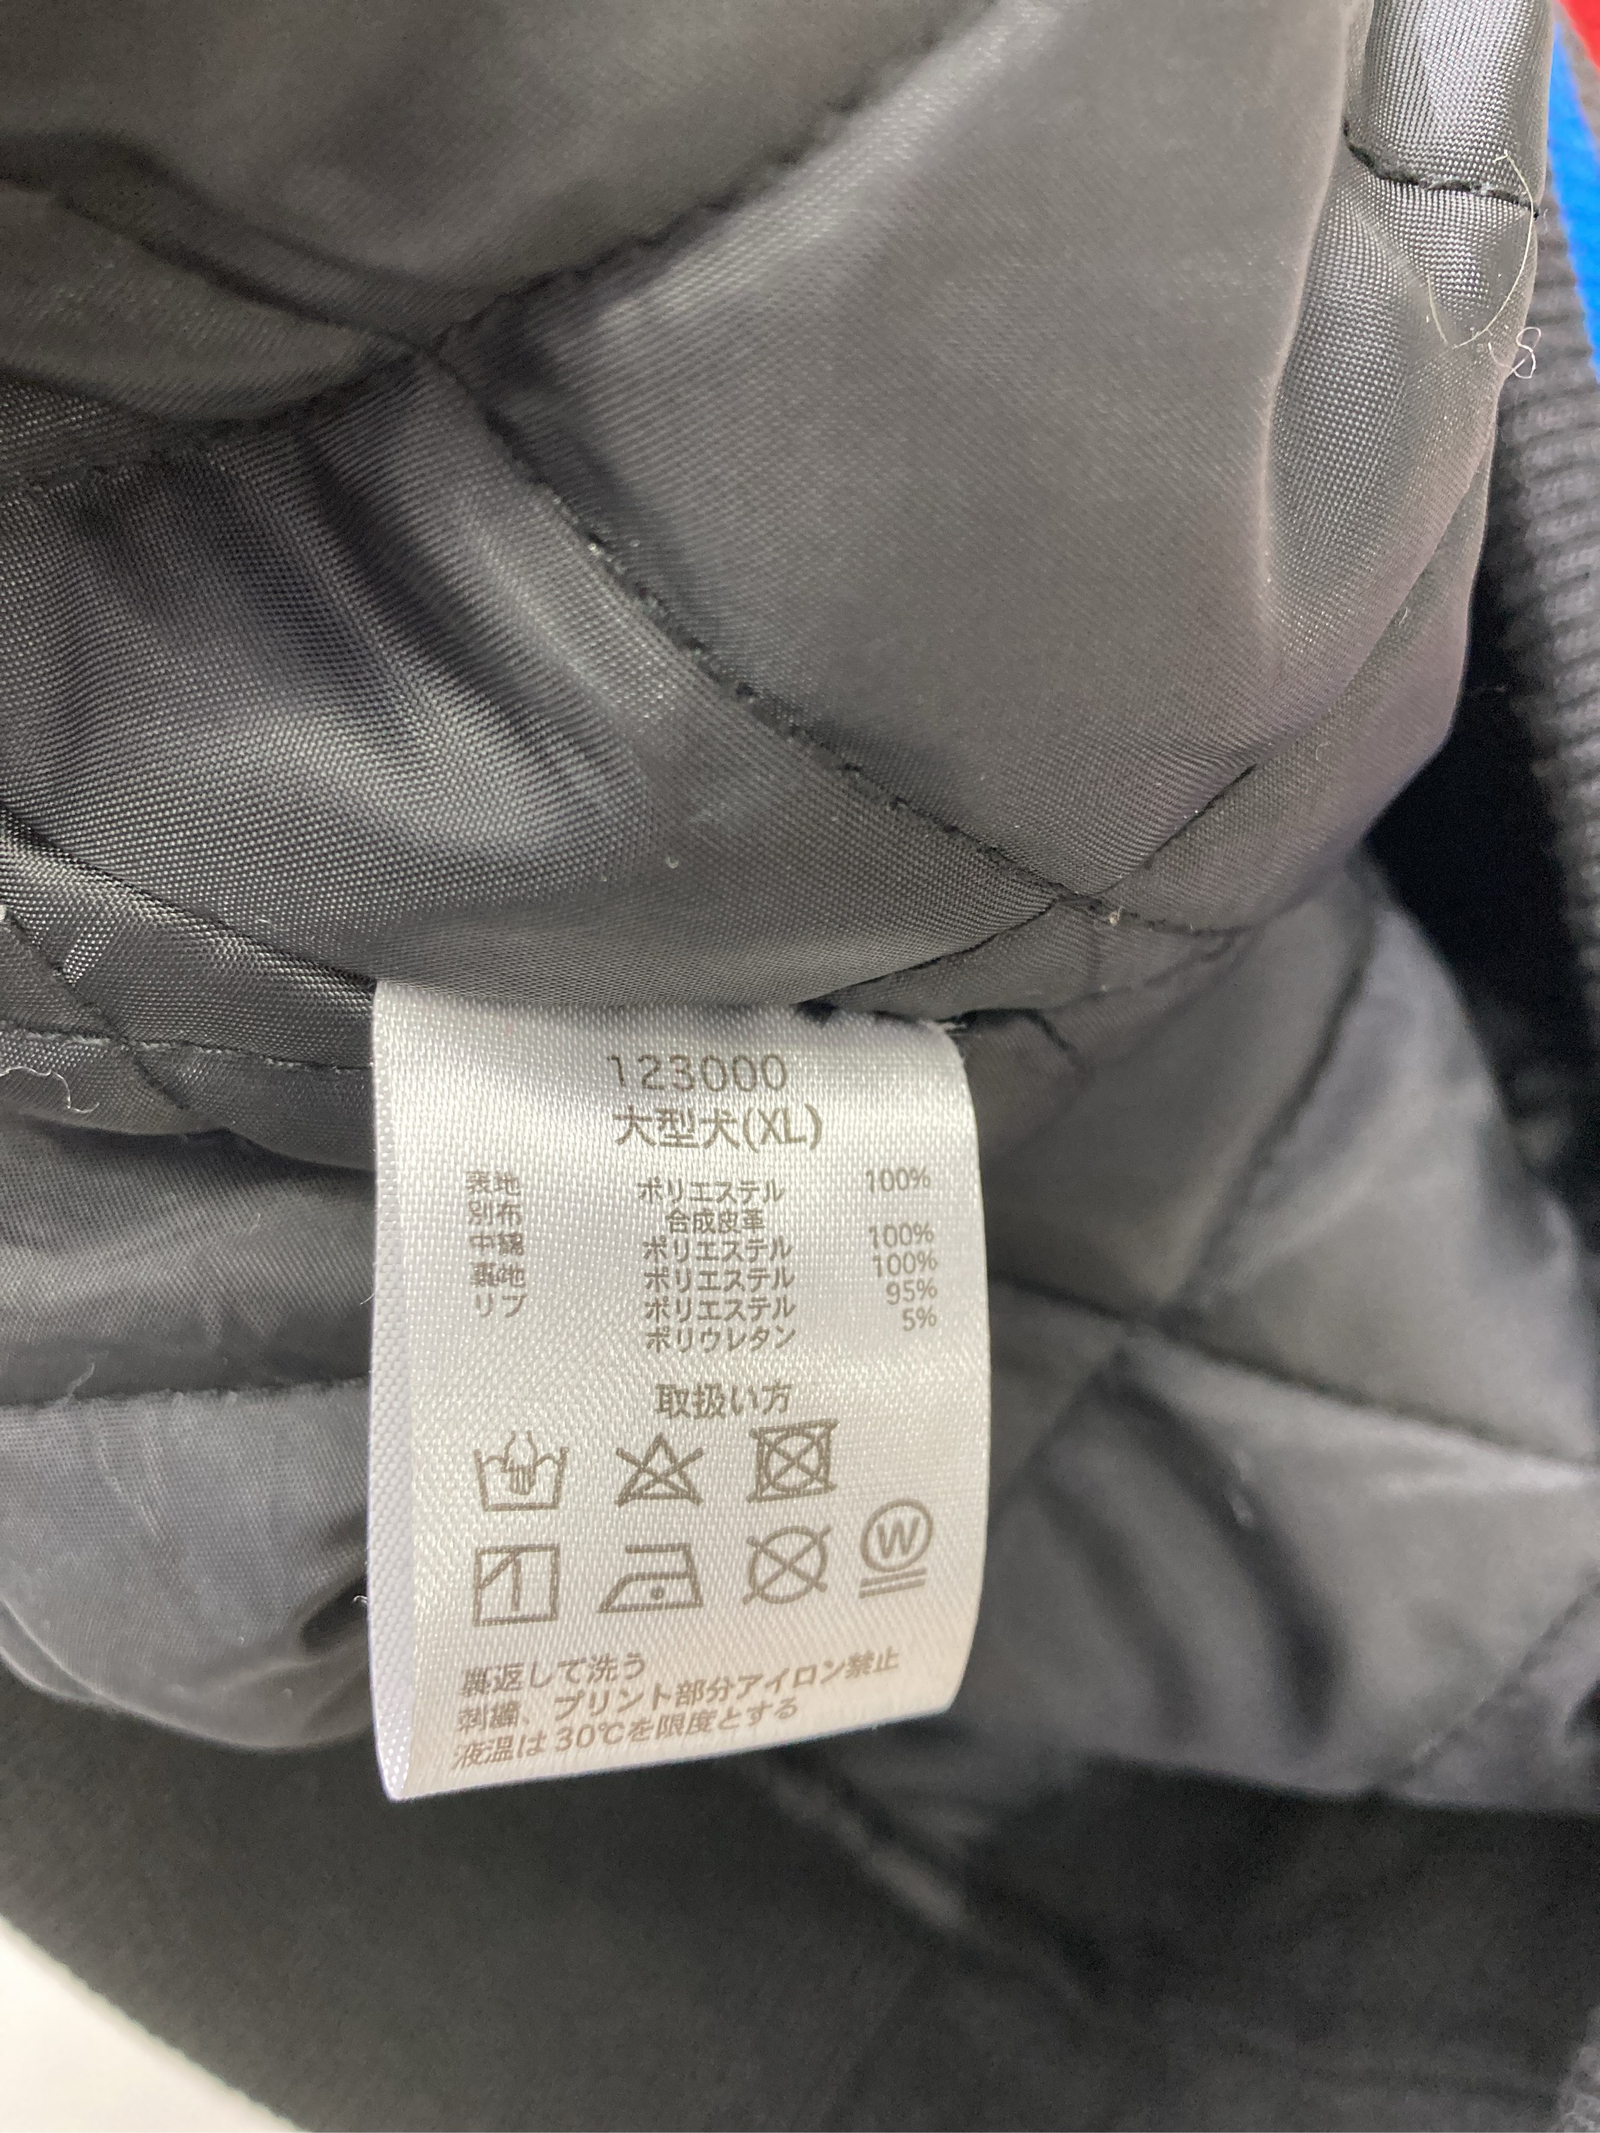 123000
大型犬(XL)
表地 ポリエステル 100%
別布 合成皮革
中綿 ポリエステル 100%
裏地 ポリエステル 100%
リブ ポリエステル 95%
ポリウレタン 5%
取扱い方
W
裏返して洗う
刺繍、プリント部分アイロン禁止
液温は30℃を限度とする